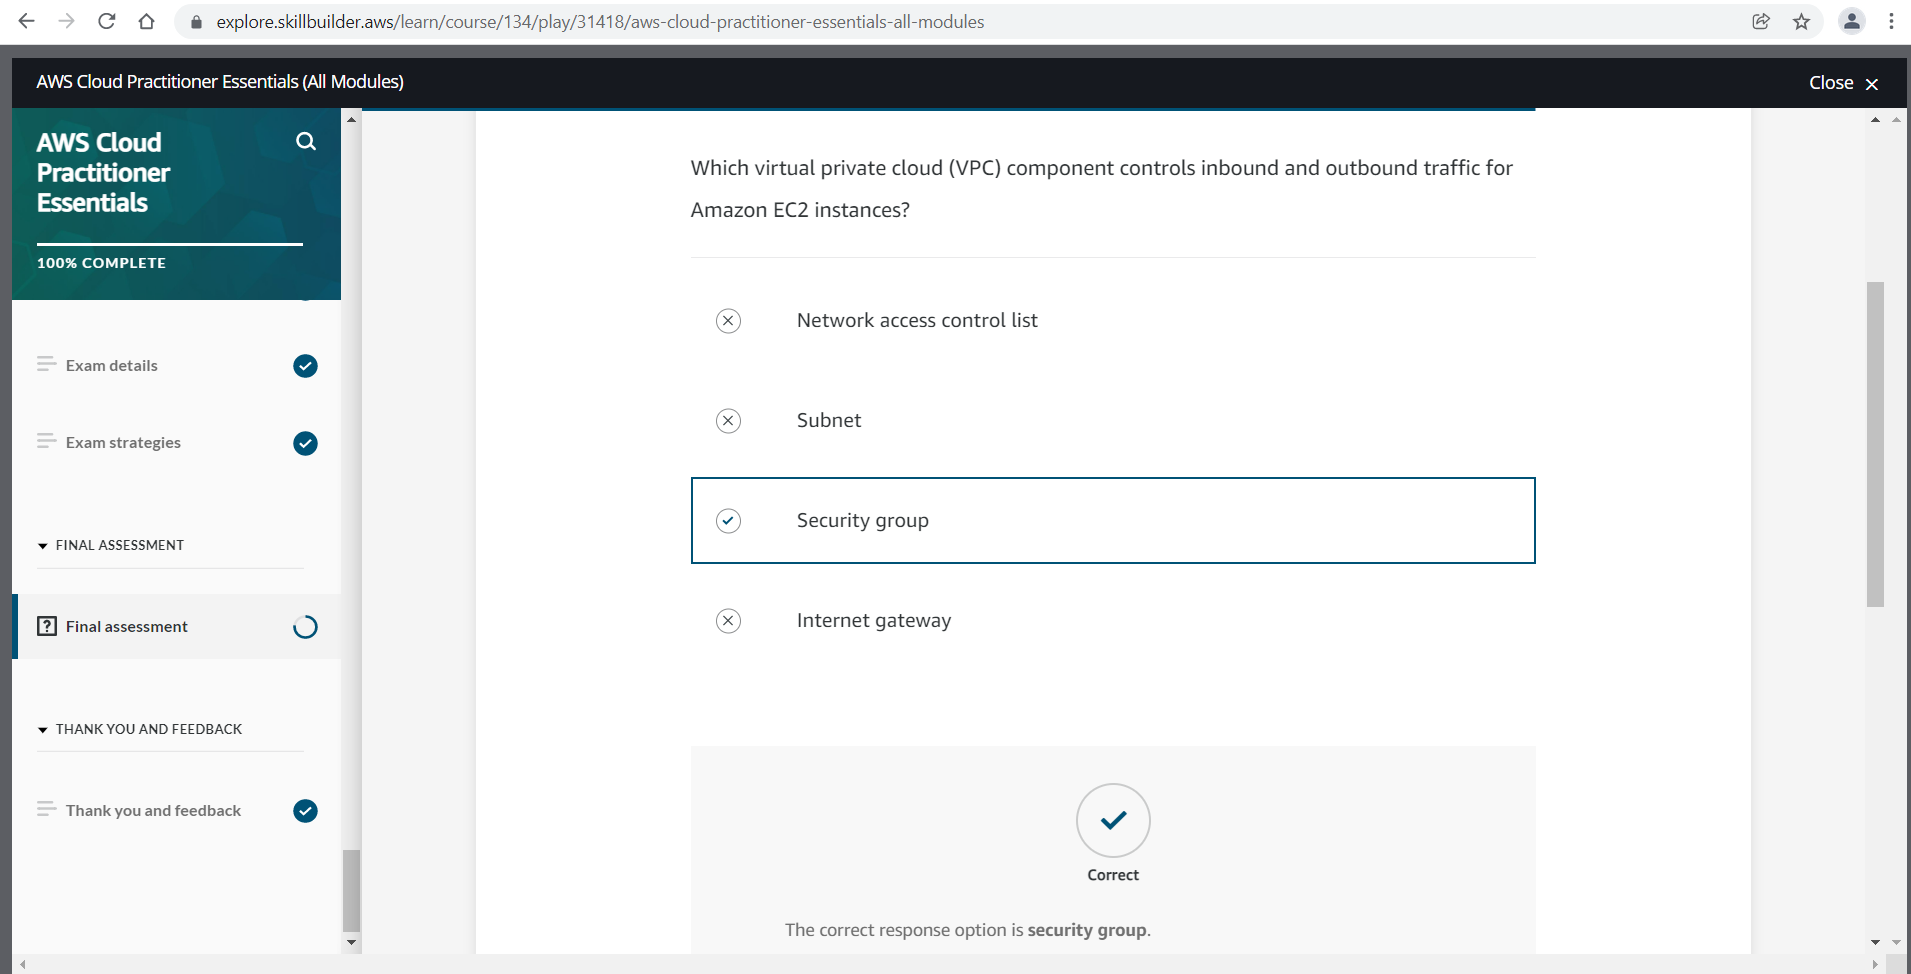 explore.skillbuilder.aws/learn/course/134/play/31418/aws-cloud-practitioner-essentials-all-modules
AWS Cloud Practitioner Essentials (All Modules)
Close
AWS Cloud
Practitioner
Essentials
100% COMPLETE
Exam details
Exam strategies
FINAL ASSESSMENT
Final assessment
THANK YOU AND FEEDBACK
Thank you and feedback
Which virtual private cloud (VPC) component controls inbound and outbound traffic for
Amazon EC2 instances?
Network access control list
Subnet
Security group
Internet gateway
Correct
The correct response option is security group.